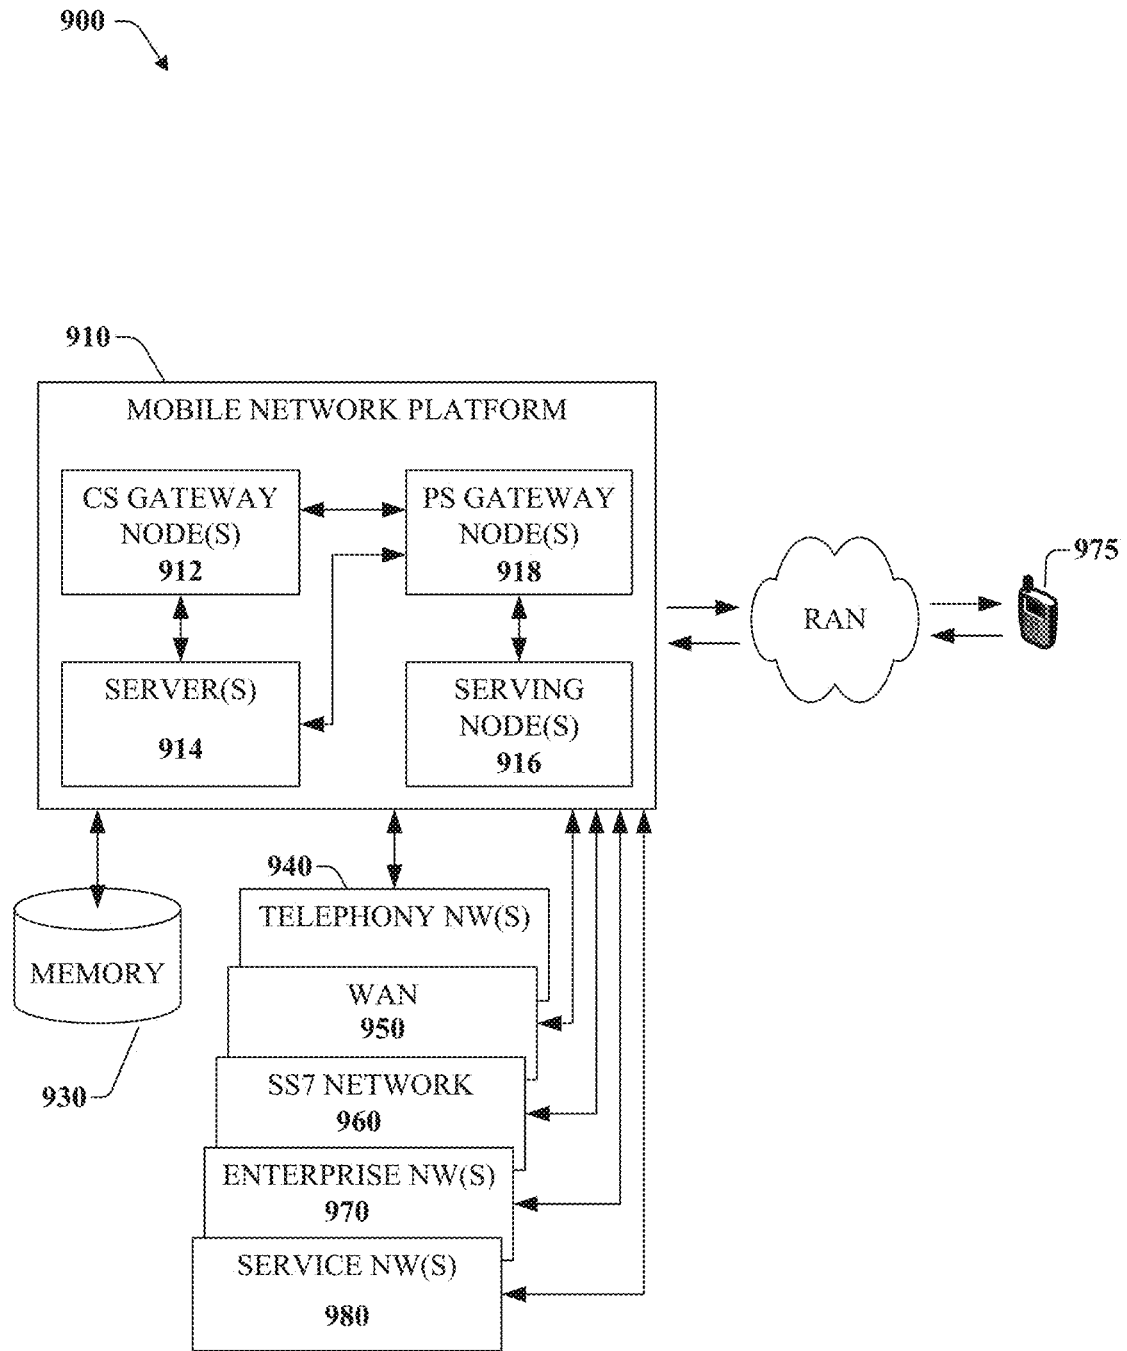 900
910
MOBILE NETWORK PLATFORM
CS GATEWAY
NODE(S)
912
PS GATEWAY
NODE(S)
918
SERVER(S)
914
SERVING
NODE(S)
916
RAN
975
940
TELEPHONY NW(S)
MEMORY
930
WAN
950
SS7 NETWORK
960
ENTERPRISE NW(S)
970
SERVICE NW(S)
980